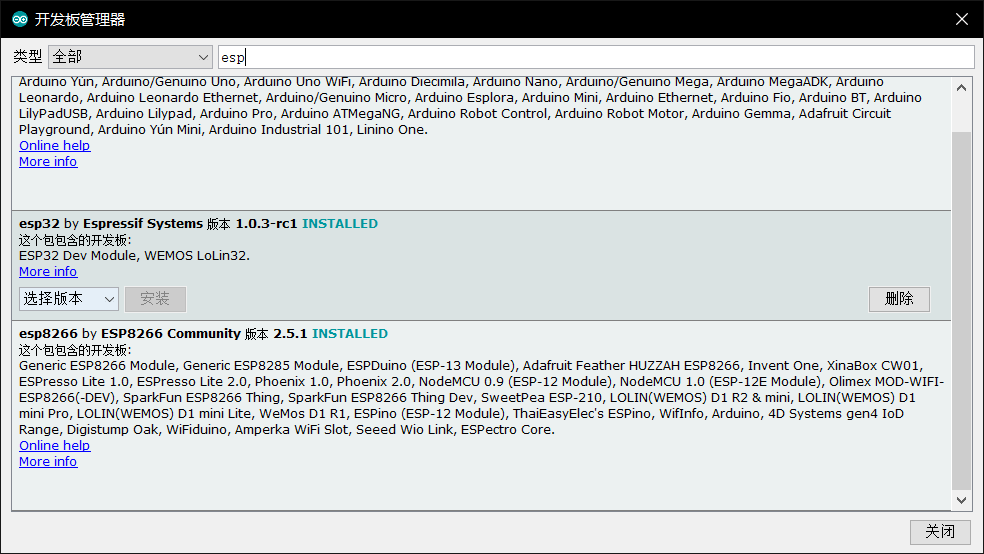 开发板管理器
类型 全部 esp
Arduino Yún, Arduino/Genuino Uno, Arduino Uno WiFi, Arduino Diecimila, Arduino Nano, Arduino/Genuino Mega, Arduino MegaADK, Arduino
Leonardo, Arduino Leonardo Ethernet, Arduino/Genuino Micro, Arduino Esplora, Arduino Mini, Arduino Ethernet, Arduino Fio, Arduino BT, Arduino
LilyPadUSB, Arduino Lilypad, Arduino Pro, Arduino ATMegaNG, Arduino Robot Control, Arduino Robot Motor, Arduino Gemma, Adafruit Circuit
Playground, Arduino Yún Mini, Arduino Industrial 101, Linino One.
Online help
More info
esp32 by Espressif Systems 版本 1.0.3-rc1 INSTALLED
这个包包含的开发板:
ESP32 Dev Module, WEMOS LoLin32.
More info
选择版本 安装 删除
esp8266 by ESP8266 Community 版本 2.5.1 INSTALLED
这个包包含的开发板:
Generic ESP8266 Module, Generic ESP8285 Module, ESPDuino (ESP-13 Module), Adafruit Feather HUZZAH ESP8266, Invent One, XinaBox CW01,
ESPresso Lite 1.0, ESPresso Lite 2.0, Phoenix 1.0, Phoenix 2.0, NodeMCU 0.9 (ESP-12 Module), NodeMCU 1.0 (ESP-12E Module), Olimex MOD-WIFI-
ESP8266(-DEV), SparkFun ESP8266 Thing, SparkFun ESP8266 Thing Dev, SweetPea ESP-210, LOLIN(WEMOS) D1 R2 & mini, LOLIN(WEMOS) D1
mini Pro, LOLIN(WEMOS) D1 mini Lite, WeMos D1 R1, ESPino (ESP-12 Module), ThaiEasyElec's ESPino, WifInfo, Arduino, 4D Systems gen4 IoD
Range, Digistump Oak, WiFiduino, Amperka WiFi Slot, Seeed Wio Link, ESPectro Core.
Online help
More info
关闭